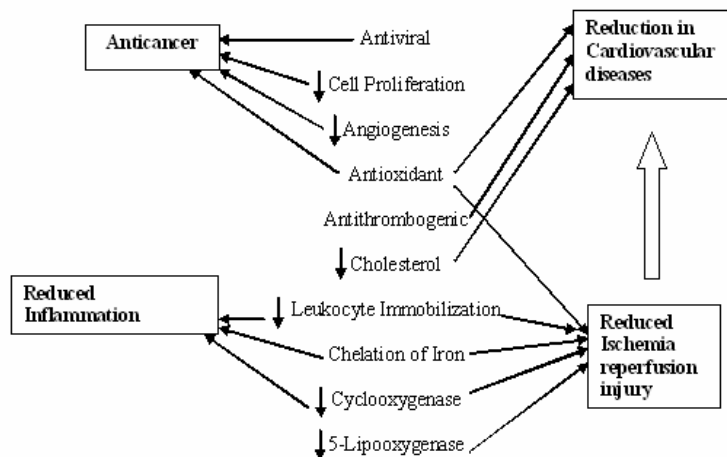 Anticancer
Antiviral
Reduction in
Cardiovascular
diseases
Cell Proliferation
Angiogenesis
Antioxidant
Antithrombogenic
Cholesterol
Reduced
Inflammation
Leukocyte Immobilization
Chelation of Iron
Cyclooxygenase
5-Lipooxygenase
Reduced
Ischemia
reperfusion
injury